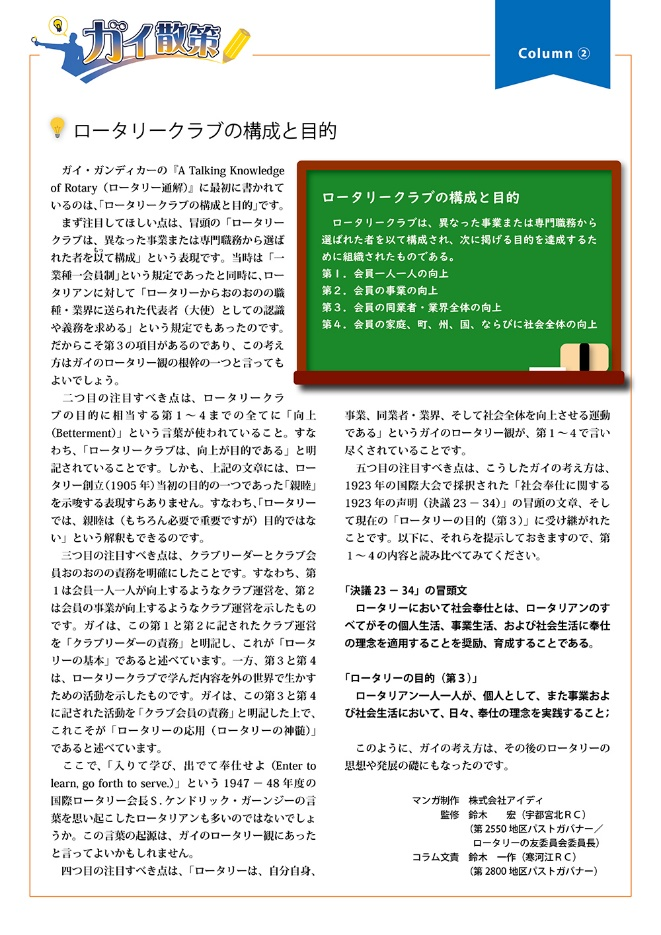 ガイ散策
Column ②
ロータリークラブの構成と目的
ガイ・ガンディカーの『A Talking Knowledge
of Rotary（ロータリー通解）』に最初に書かれて
いるのは、「ロータリークラブの構成と目的」です。
まず注目してほしい点は、冒頭の「ロータリー
クラブは、異なった事業または専門職務から選ば
れた者を以て構成」という表現です。当時は「一
業種一会員制」という規定であったと同時に、ロー
タリアンに対して「ロータリーからおのおのの職
種・業界に送られた代表者（大使）としての認識
や義務を求める」という規定でもあったのです。
だからこそ第３の項目があるのであり、この考え
方はガイのロータリー観の根幹の一つと言っても
よいでしょう。
二つ目の注目すべき点は、ロータリークラ
ブの目的に相当する第１～４までの全てに「向上
（Betterment）」という言葉が使われていること。すな
わち、「ロータリークラブは、向上が目的である」と明
記されていることです。しかも、上記の文章には、ロー
タリー創立（1905 年）当初の目的の一つであった「親睦」
を示唆する表現すらありません。すなわち、「ロータリー
では、親睦は（もちろん必要で重要ですが）目的ではな
い」という解釈もできるのです。
三つ目の注目すべき点は、クラブリーダーとクラブ会
員おのおのの責務を明確にしたことです。すなわち、第
１は会員一人一人が向上するようなクラブ運営を、第２
は会員の事業が向上するようなクラブ運営を示したもの
です。ガイは、この第１と第２に記されたクラブ運営
を「クラブリーダーの責務」と明記し、これが「ロータ
リーの基本」であると述べています。一方、第３と第４
は、ロータリークラブで学んだ内容を外の世界で生かす
ための活動を示したものです。ガイは、この第３と第４
に記された活動を「クラブ会員の責務」と明記した上で、
これこそが「ロータリーの応用（ロータリーの神髄）」
であると述べています。
ここで、「入りて学び、出でて奉仕せよ（Enter to
learn, go forth to serve.）」という 1947 － 48 年度の
国際ロータリー会長Ｓ. ケンドリック・ガーンジーの言
葉を思い起こしたロータリアンも多いのではないでしょ
うか。この言葉の起源は、ガイのロータリー観にあった
と言ってよいかもしれません。
四つ目の注目すべき点は、「ロータリーは、自分自身、
ロータリークラブの構成と目的
ロータリークラブは、異なった事業または専門職務から
選ばれた者を以て構成され、次に掲げる目的を達成するた
めに組織されたものである。
第１．会員一人一人の向上
第２．会員の事業の向上
第３．会員の同業者・業界全体の向上
第４．会員の家庭、町、州、国、ならびに社会全体の向上
事業、同業者・業界、そして社会全体を向上させる運動
である」というガイのロータリー観が、第１～４で言い
尽くされていることです。
五つ目の注目すべき点は、こうしたガイの考え方は、
1923 年の国際大会で採択された「社会奉仕に関する
1923 年の声明（決議 23 － 34）」の冒頭の文章、そし
て現在の「ロータリーの目的（第３）」に受け継がれた
ことです。以下に、それらを提示しておきますので、第
１～４の内容と読み比べてみてください。
「決議 23 － 34」の冒頭文
ロータリーにおいて社会奉仕とは、ロータリアンのす
べてがその個人生活、事業生活、および社会生活に奉仕
の理念を適用することを奨励、育成することである。
「ロータリーの目的（第３）」
ロータリアン一人一人が、個人として、また事業およ
び社会生活において、日々、奉仕の理念を実践すること；
このように、ガイの考え方は、その後のロータリーの
思想や発展の礎にもなったのです。
マンガ制作　株式会社アイディ
監修　鈴木　宏（宇都宮北ＲＣ）
（第 2550 地区パストガバナー／
ロータリーの友委員会委員長）
コラム文責　鈴木　一作（寒河江ＲＣ）
（第 2800 地区パストガバナー）